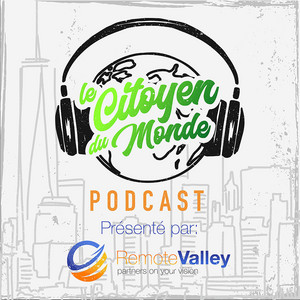 le
Citoyen
du Monde
PODCAST
Présenté par:
RemoteValley
partners on your vision